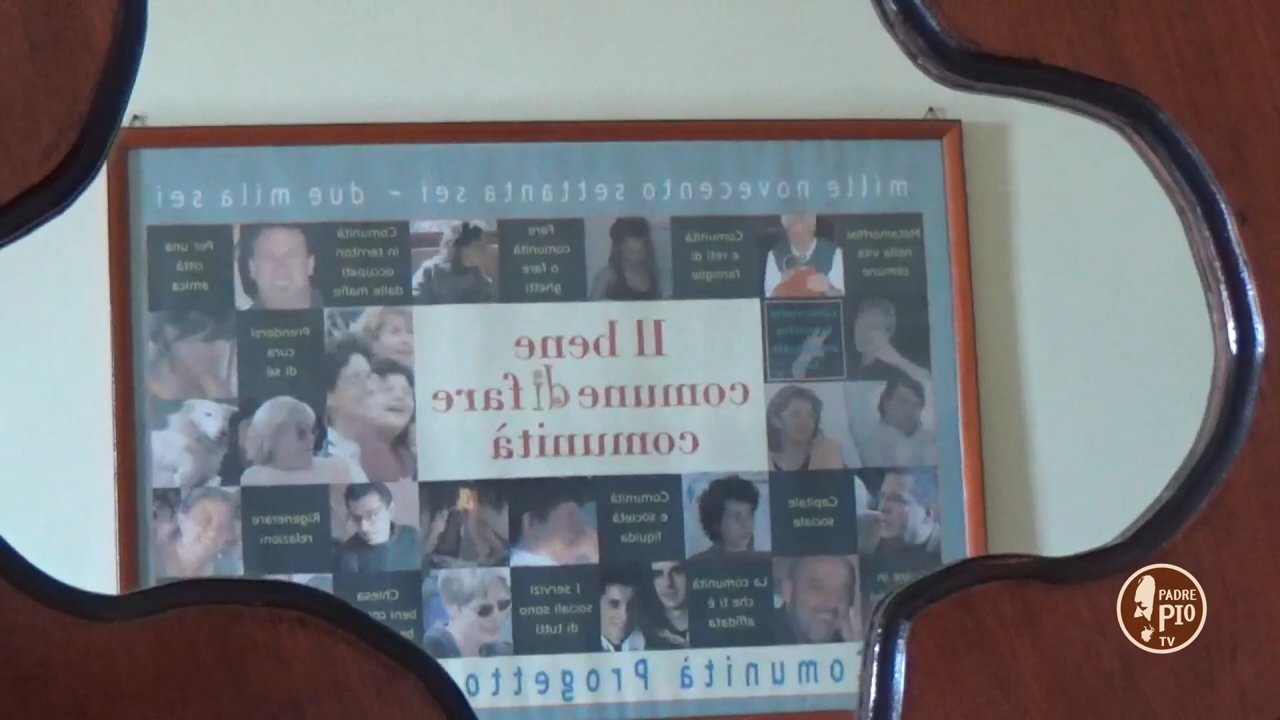 mille novecento settanta sei - due mila sei
Metamorfosi
nella vita
comune
Comunità
e reti di
famiglie
Fare
comunità
o fare
ghetti
Comunità
in territori
occupati
dalle mafie
Per una
città
amica
Prendersi
cura
di sé
Il bene
comune di fare
comunità
Capitale
sociale
Comunità
e società
liquida
Rigenerare
relazioni
La comunità
che ti è
affidata
I servizi
sociali sono
di tutti
Chiesa
beni
omunità Progetto
PADRE
PIO
TV